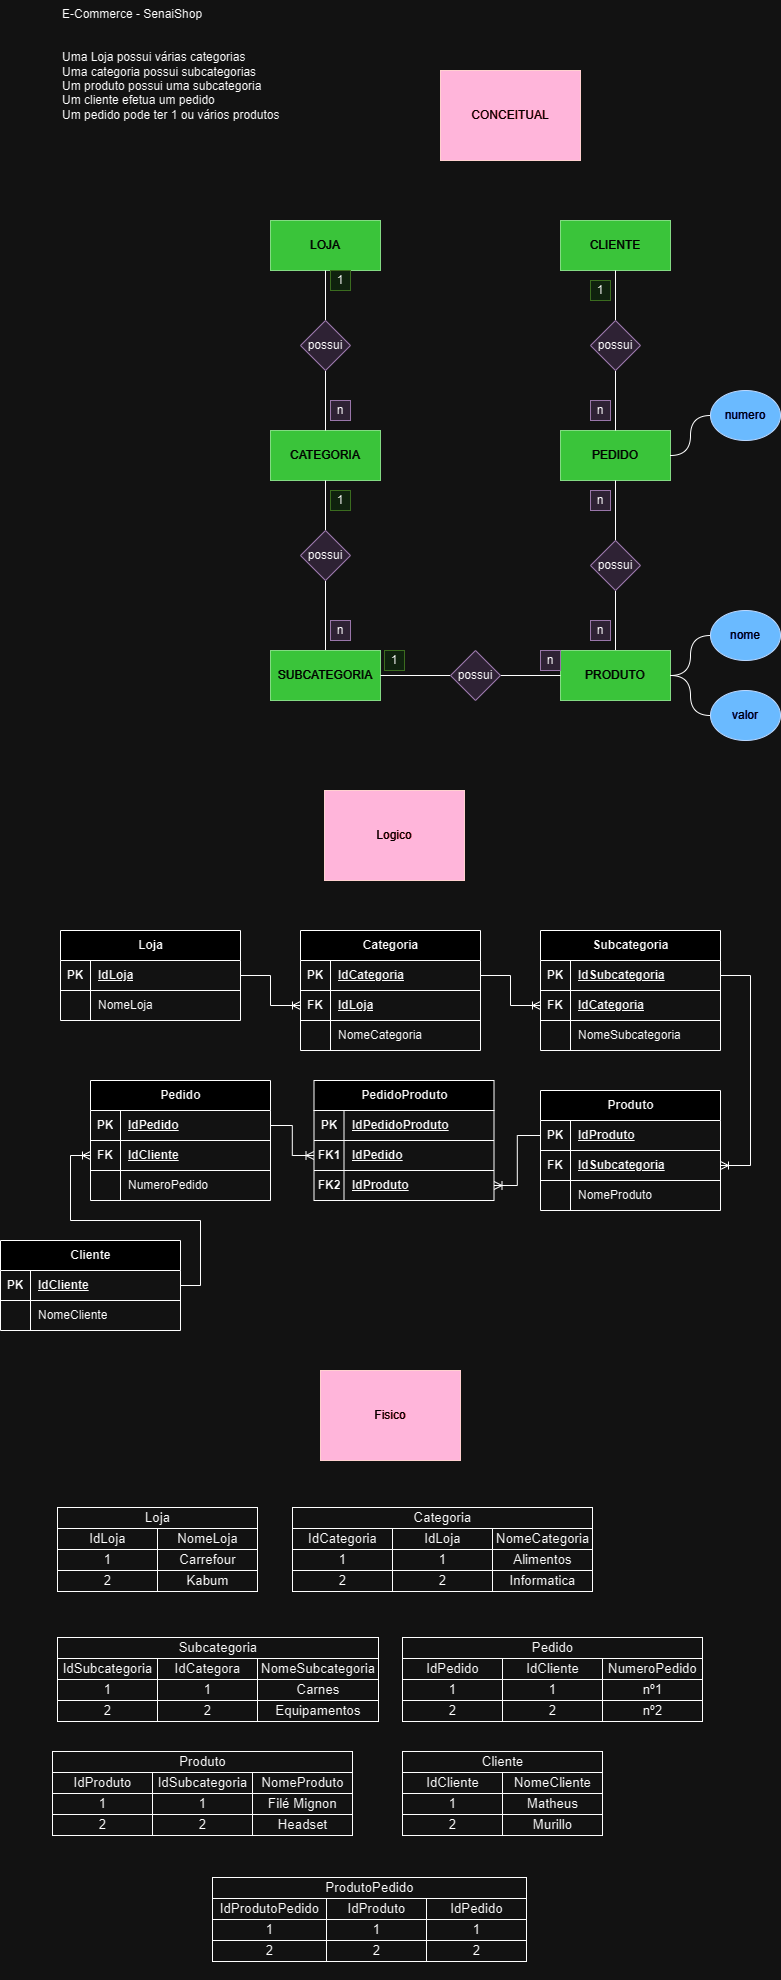 E-Commerce - SenaiShop
Uma Loja possui várias categorias
Uma categoria possui subcategorias
Um produto possui uma subcategoria
Um cliente efetua um pedido
Um pedido pode ter 1 ou vários produtos
CONCEITUAL
LOJA
CLIENTE
1
1
possui
possui
n
n
numero
CATEGORIA
PEDIDO
1
n
possui
possui
n
n
nome
SUBCATEGORIA
1
possui
n
PRODUTO
valor
Logico
Loja
PK IdLoja
NomeLoja
Categoria
PK IdCategoria
FK IdLoja
NomeCategoria
Subcategoria
PK IdSubcategoria
FK IdCategoria
NomeSubcategoria
Pedido
PK IdPedido
FK IdCliente
NumeroPedido
PedidoProduto
PK IdPedidoProduto
FK1 IdPedido
FK2 IdProduto
Produto
PK IdProduto
FK IdSubcategoria
NomeProduto
Cliente
PK IdCliente
NomeCliente
Fisico
Loja
IdLoja NomeLoja
1 Carrefour
2 Kabum
Categoria
IdCategoria IdLoja NomeCategoria
1 1 Alimentos
2 2 Informatica
Subcategoria
IdSubcategoria IdCategora NomeSubcategoria
1 1 Carnes
2 2 Equipamentos
Pedido
IdPedido IdCliente NumeroPedido
1 1 nº1
2 2 nº2
Produto
IdProduto IdSubcategoria NomeProduto
1 1 Filé Mignon
2 2 Headset
Cliente
IdCliente NomeCliente
1 Matheus
2 Murillo
ProdutoPedido
IdProdutoPedido IdProduto IdPedido
1 1 1
2 2 2